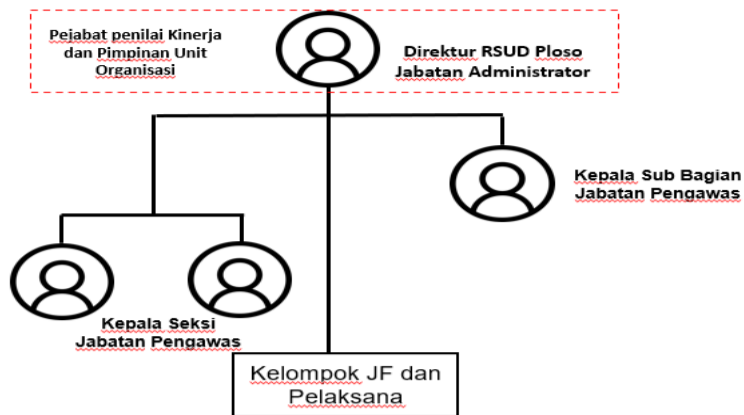 Pejabat penilai Kinerja
dan Pimpinan Unit
Organisasi
Direktur RSUD Ploso
Jabatan Administrator
Kepala Sub Bagian
Jabatan Pengawas
Kepala Seksi
Jabatan Pengawas
Kelompok JF dan
Pelaksana